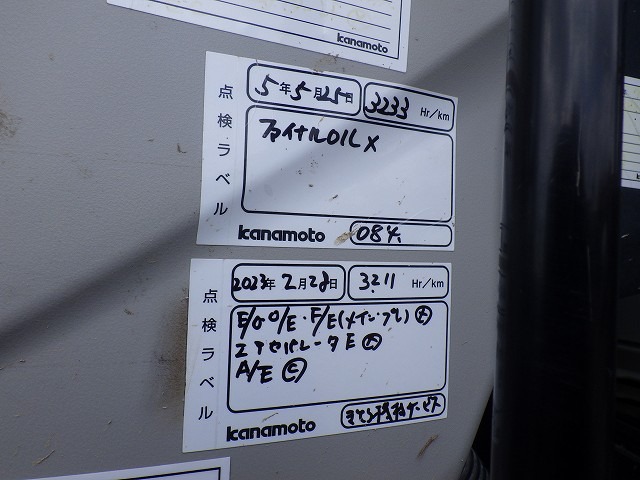 kanamoto
点検ラベル
5年5月25日 3233 Hr/km
ファイナルOIL X
kanamoto 084.
点検ラベル
2023年2月28日 3211 Hr/km
E/O O/E・F/E(メイン・プレ)
エアセパレータE
A/E
kanamoto